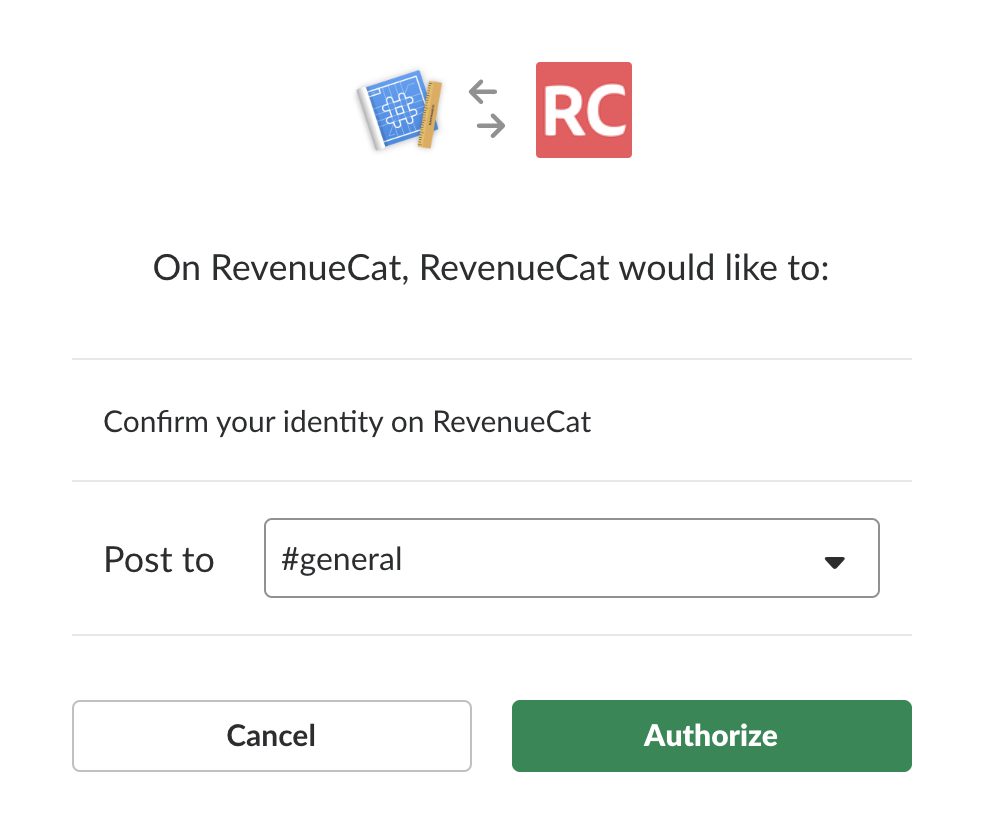 RC
On RevenueCat, RevenueCat would like to:
Confirm your identity on RevenueCat
Post to #general
Cancel Authorize